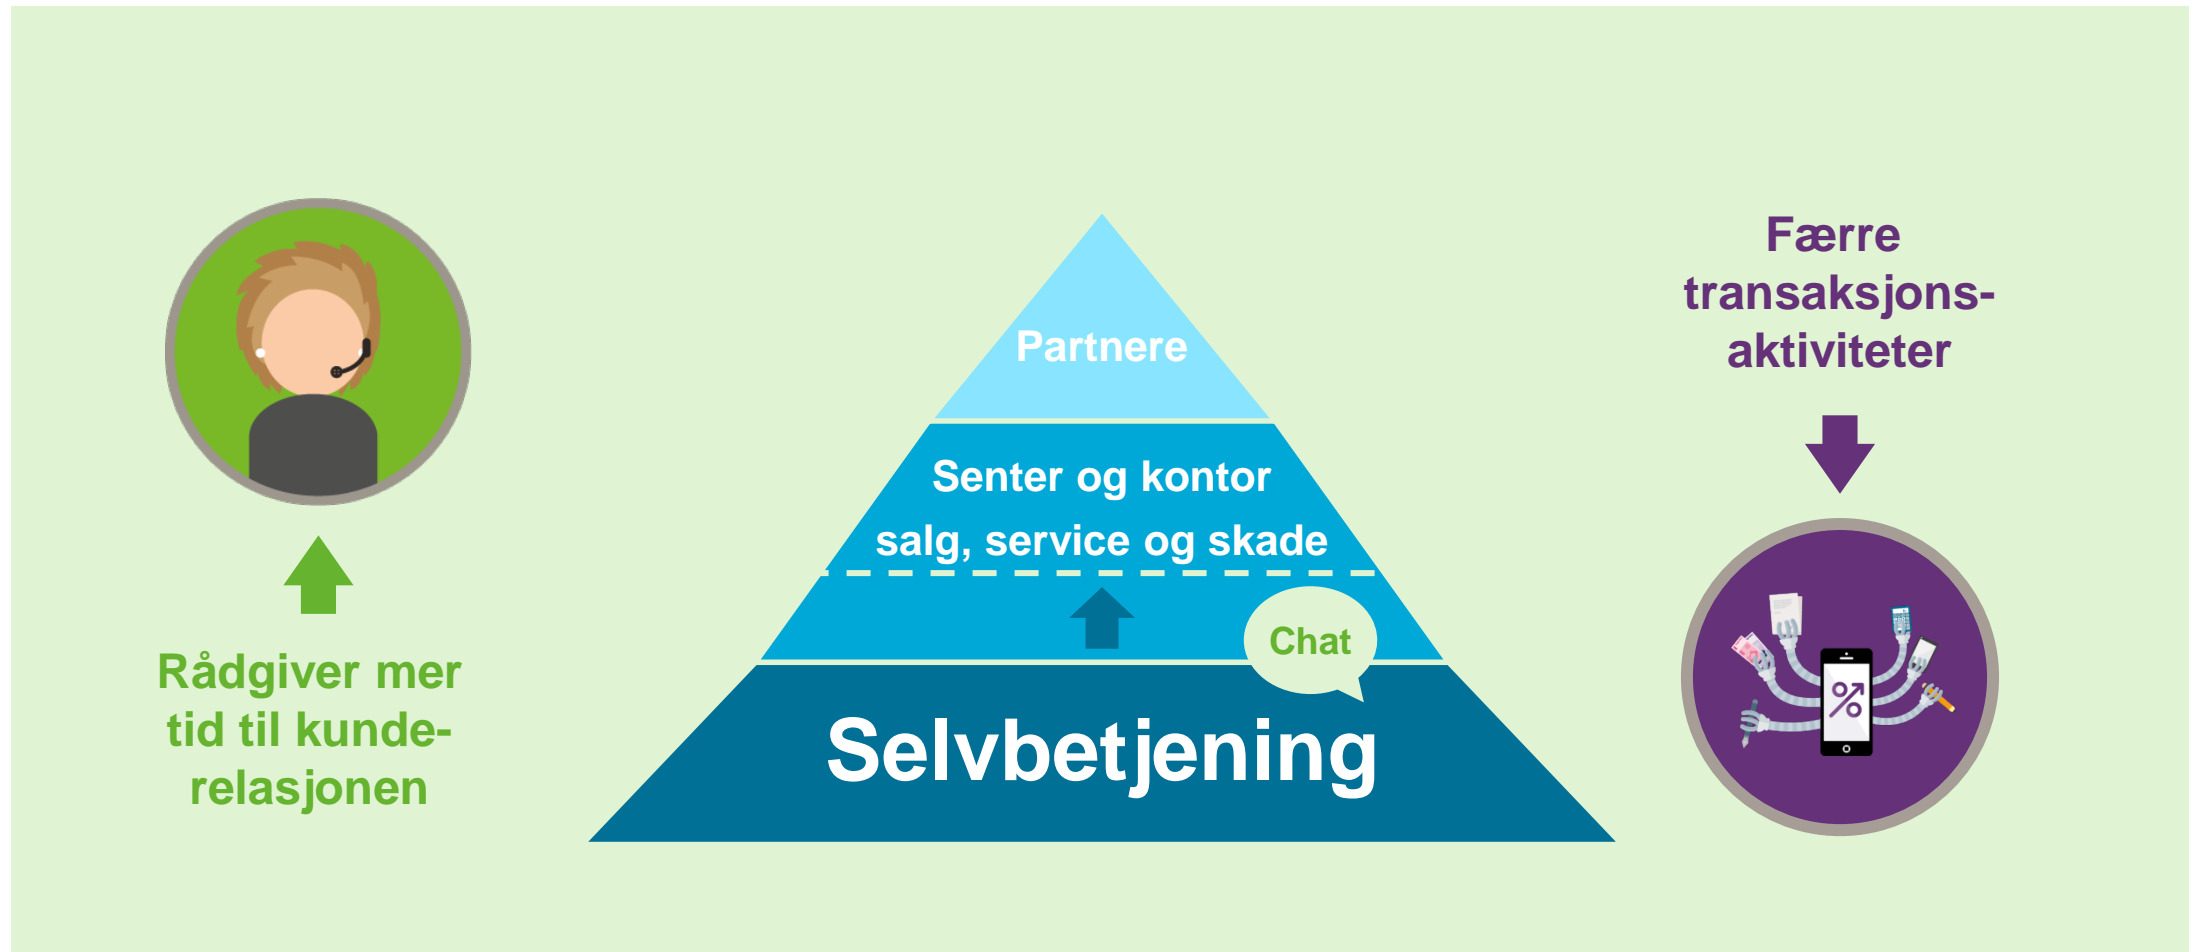 Rådgiver mer
tid til kunde-
relasjonen
Partnere
Senter og kontor
salg, service og skade
Chat
Selvbetjening
Færre
transaksjons-
aktiviteter
%